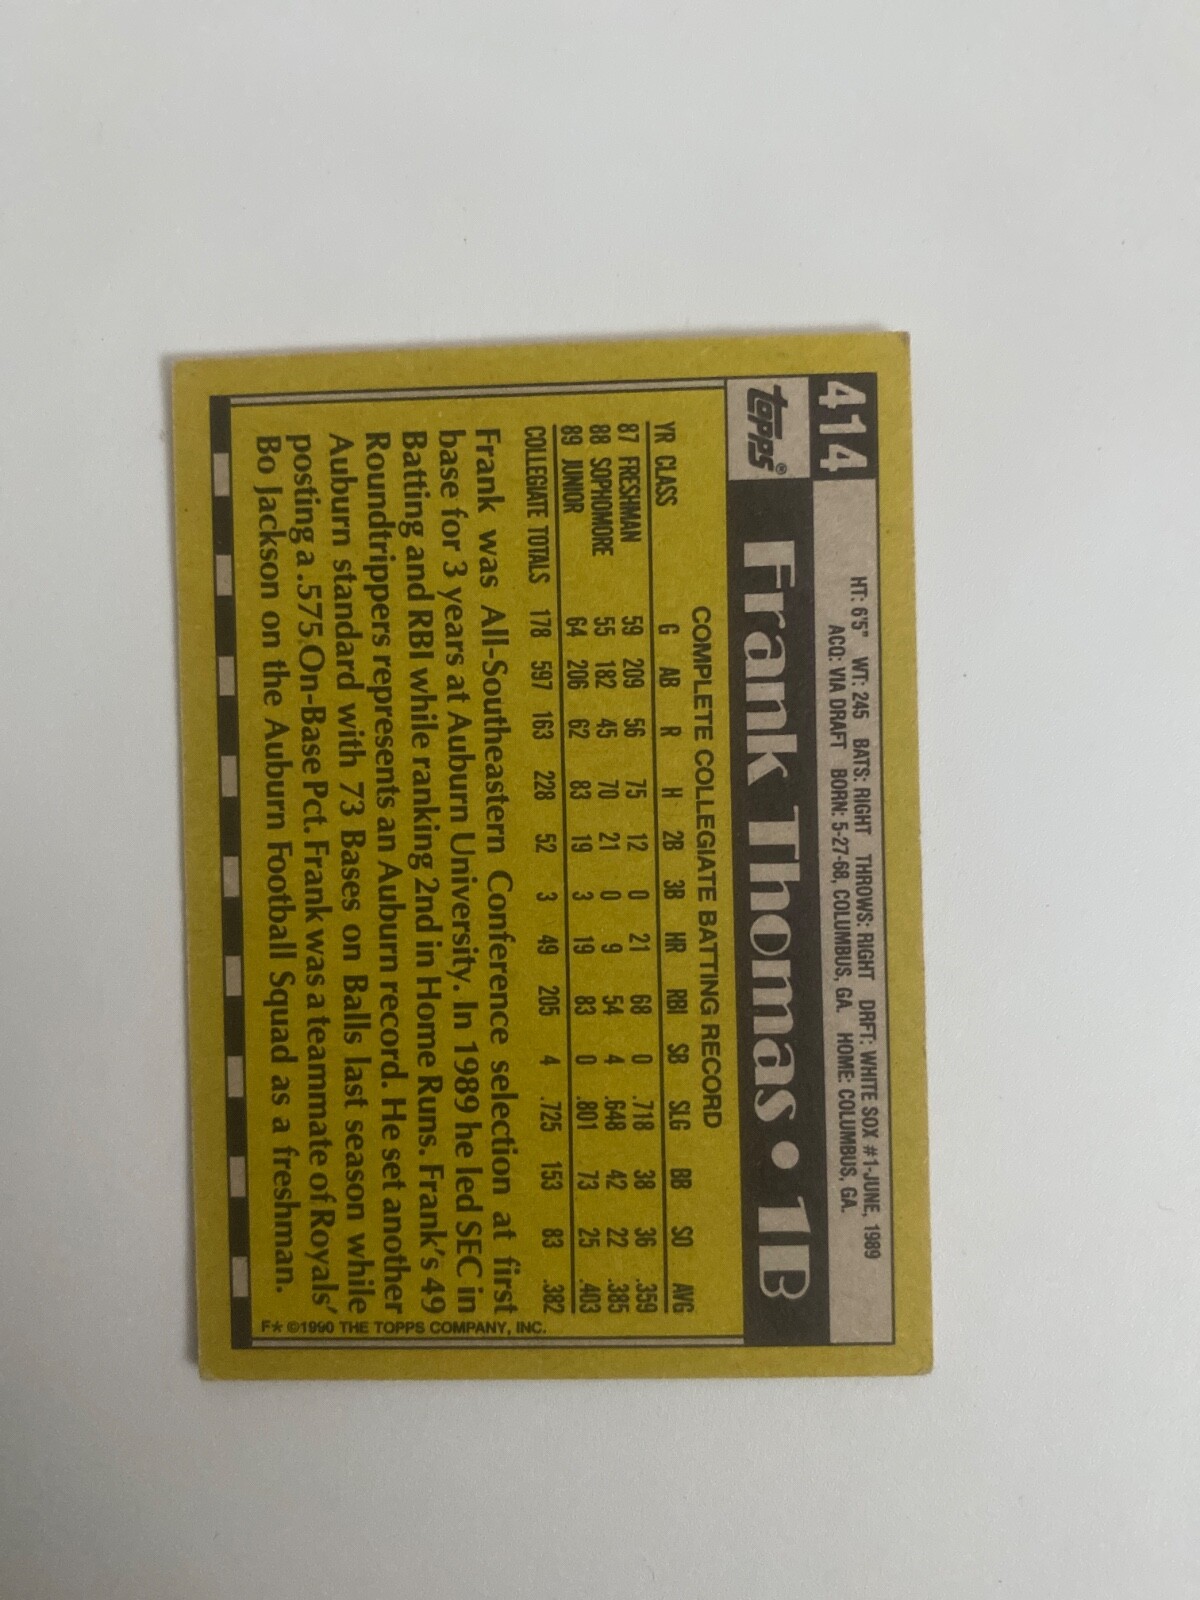 414
HT: 6'5" WT: 245 BATS: RIGHT THROWS: RIGHT DRFT: WHITE SOX #1-JUNE, 1989
ACQ: VIA DRAFT BORN: 5-27-68, COLUMBUS, GA. HOME: COLUMBUS, GA.
topps®
Frank Thomas • 1B
COMPLETE COLLEGIATE BATTING RECORD
YR CLASS G AB R H 2B 3B HR RBI SB SLG BB SO AVG
87 FRESHMAN 59 209 56 75 12 0 21 68 0 .718 38 36 .359
88 SOPHOMORE 55 182 45 70 21 0 9 54 4 .648 42 22 .385
89 JUNIOR 64 206 62 83 19 3 19 83 0 .801 73 25 .403
COLLEGIATE TOTALS 178 597 163 228 52 3 49 205 4 .725 153 83 .382
Frank was All-Southeastern Conference selection at first
base for 3 years at Auburn University. In 1989 he led SEC in
Batting and RBI while ranking 2nd in Home Runs. Frank's 49
Roundtrippers represents an Auburn record. He set another
Auburn standard with 73 Bases on Balls last season while
posting a .575 On-Base Pct. Frank was a teammate of Royals'
Bo Jackson on the Auburn Football Squad as a freshman.
F* ©1990 THE TOPPS COMPANY, INC.